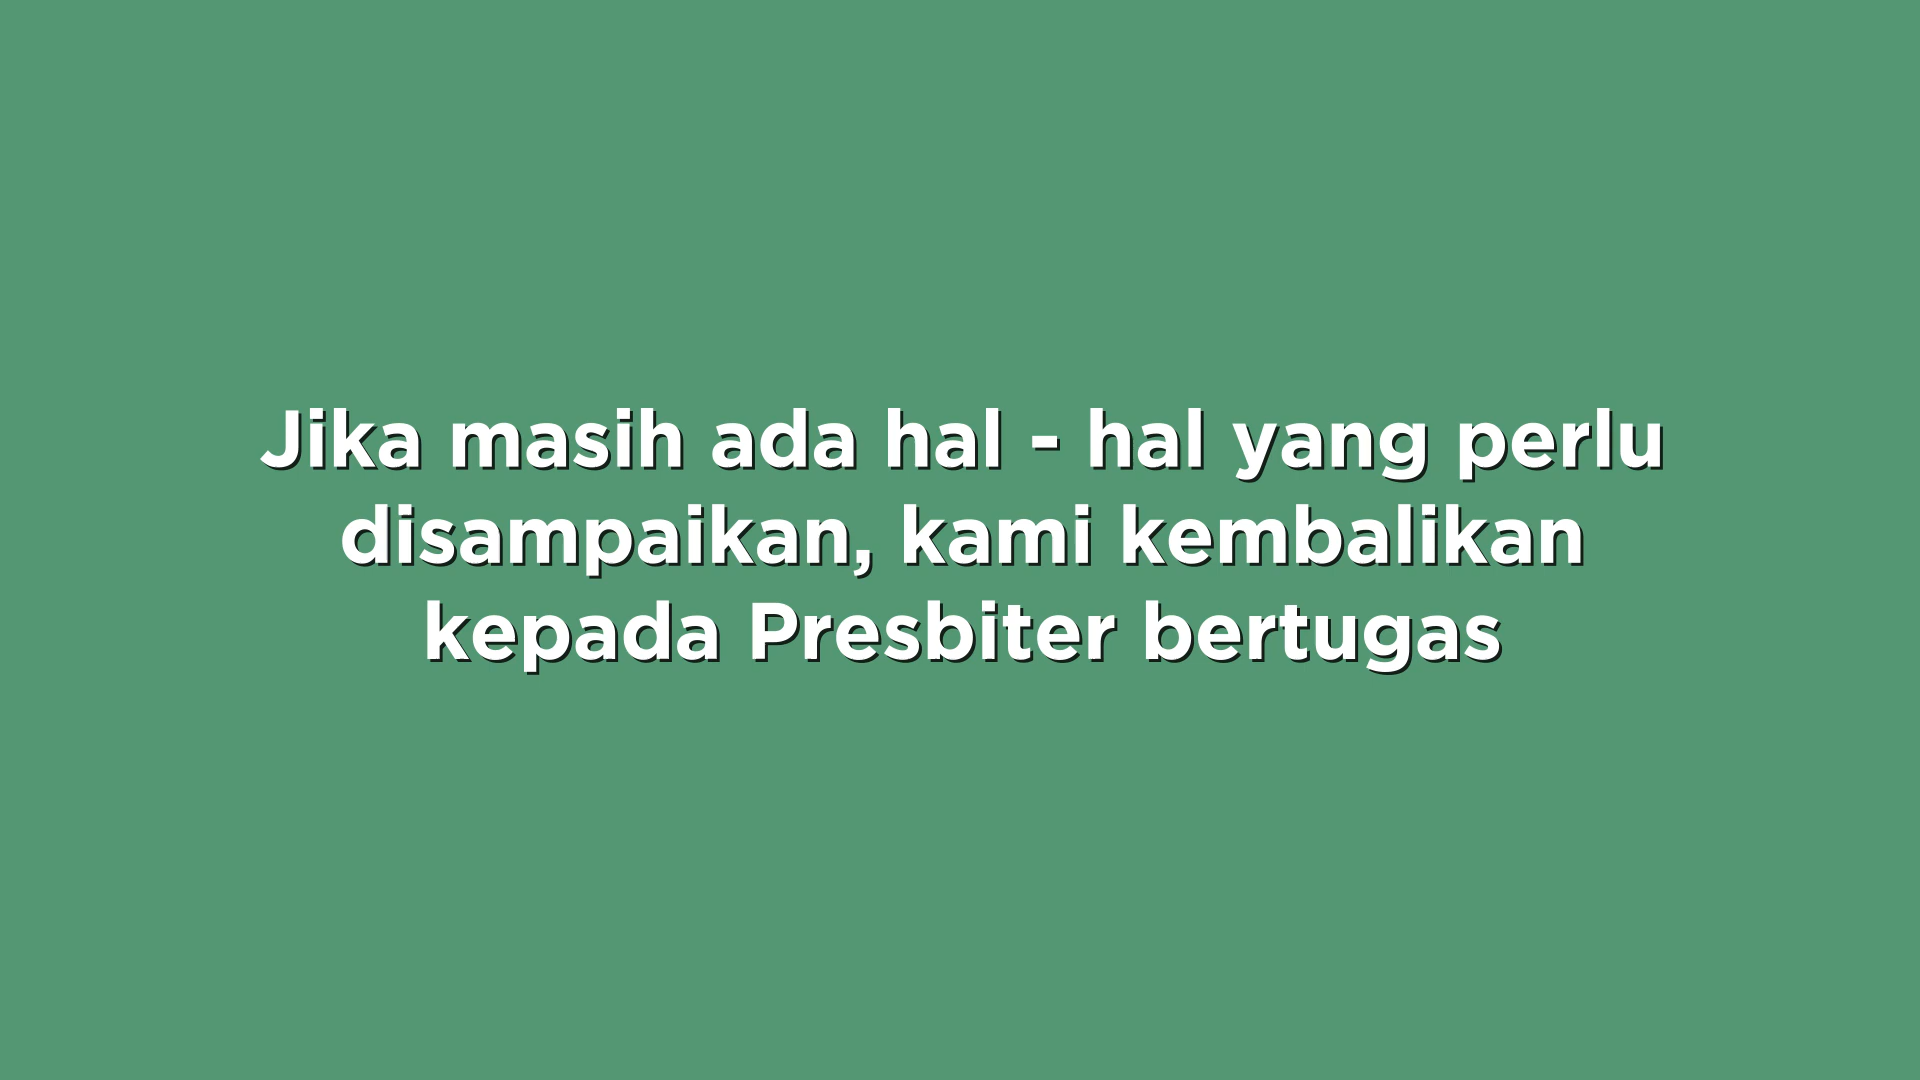 Jika masih ada hal - hal yang perlu
disampaikan, kami kembalikan
kepada Presbiter bertugas